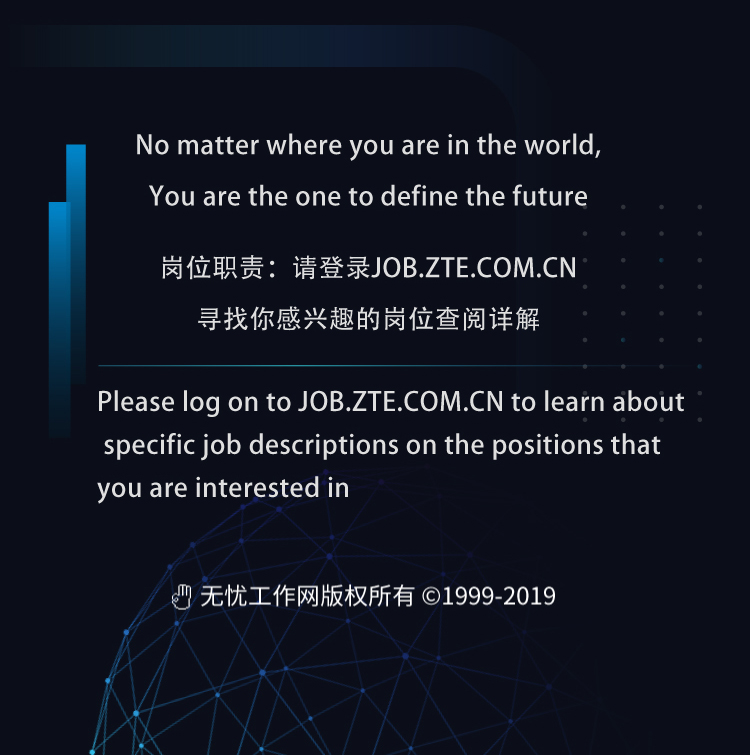 No matter where you are in the world,
You are the one to define the future
岗位职责：请登录JOB.ZTE.COM.CN
寻找你感兴趣的岗位查阅详解
Please log on to JOB.ZTE.COM.CN to learn about
specific job descriptions on the positions that
you are interested in
无忧工作网版权所有 ©1999-2019